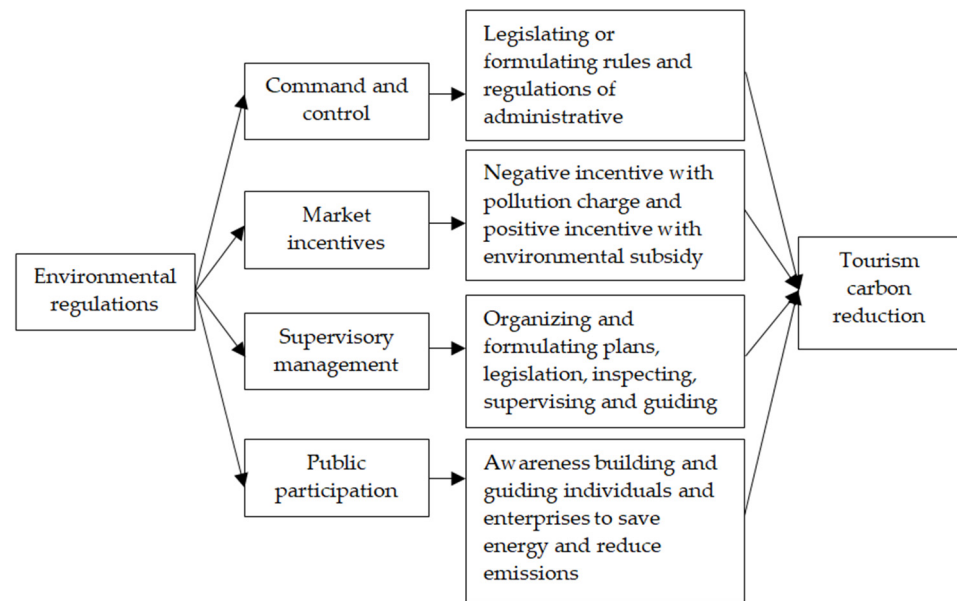 Environmental
regulations
Command and
control
Legislating or
formulating rules and
regulations of
administrative
Market
incentives
Negative incentive with
pollution charge and
positive incentive with
environmental subsidy
Supervisory
management
Organizing and
formulating plans,
legislation, inspecting,
supervising and guiding
Public
participation
Awareness building and
guiding individuals and
enterprises to save
energy and reduce
emissions
Tourism
carbon
reduction